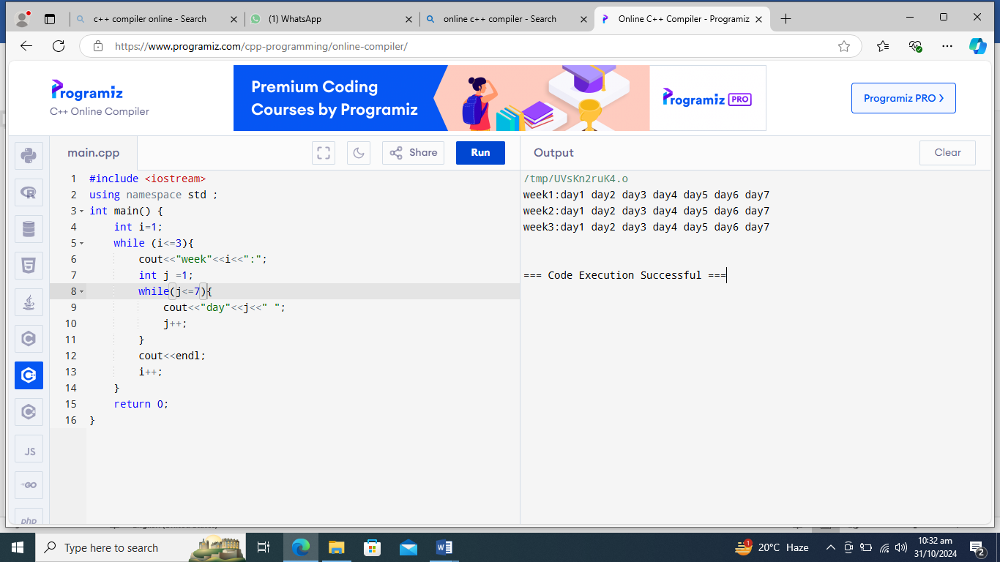 c++ compiler online - Search
(1) WhatsApp
online c++ compiler - Search
Online C++ Compiler - Programiz
https://www.programiz.com/cpp-programming/online-compiler/
Programiz
C++ Online Compiler
Premium Coding
Courses by Programiz
Programiz PRO
Programiz PRO >
main.cpp
Share
Run
Output
Clear
1 #include <iostream>
2 using namespace std ;
3 int main() {
4     int i=1;
5     while (i<=3){
6         cout<<"week"<<i<<":";
7         int j =1;
8         while(j<=7){
9             cout<<"day"<<j<<" ";
10             j++;
11         }
12         cout<<endl;
13         i++;
14     }
15     return 0;
16 }
/tmp/UVsKn2ruK4.o
week1:day1 day2 day3 day4 day5 day6 day7
week2:day1 day2 day3 day4 day5 day6 day7
week3:day1 day2 day3 day4 day5 day6 day7
=== Code Execution Successful ===
R
5
JS
GO
php
Type here to search
1
20°C Haze
10:32 am
31/10/2024
2